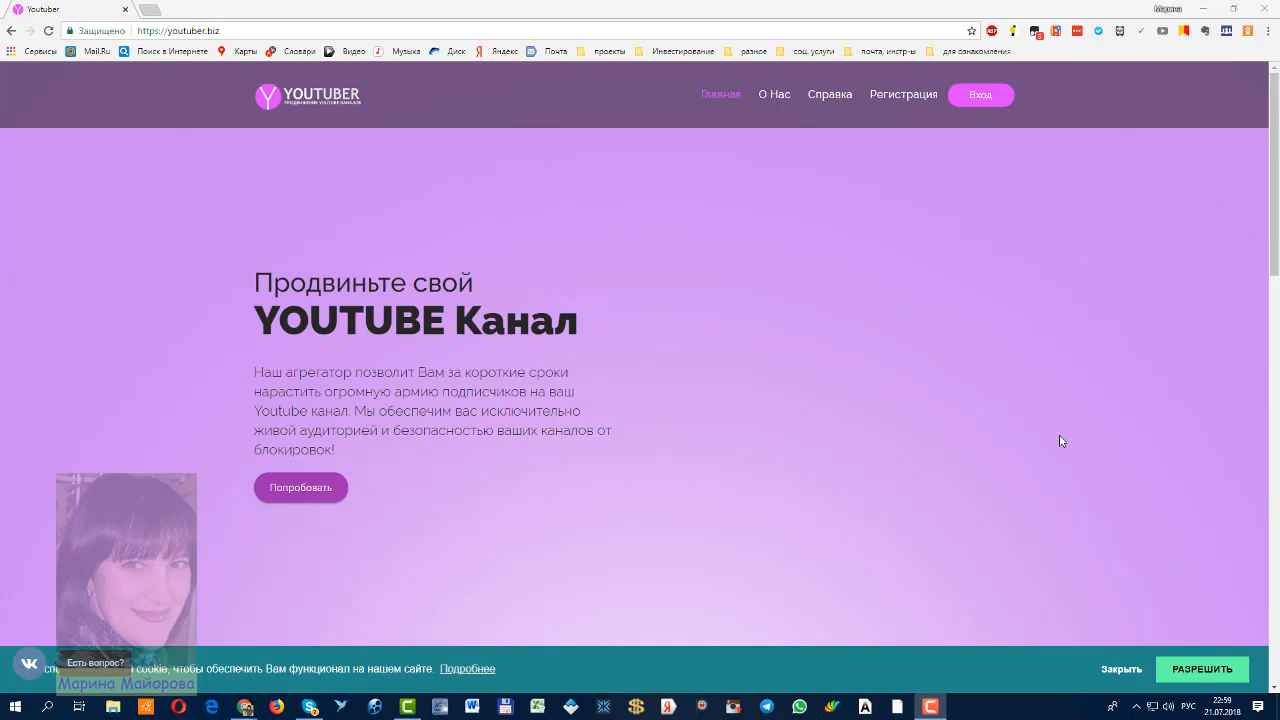 Youtuber
Марина
Защищено https://youtuber.biz
Сервисы Mail.Ru Поиск в Интернете Карты Словари Видео Музыка Диск Яндекс Почта проекты Инвестирование разное соц.услуги почта, инстр-ы для ознакомления
YOUTUBER
ПРОДВИЖЕНИЕ YOUTUBE КАНАЛОВ
Главная О Нас Справка Регистрация Вход
Продвиньте свой
YOUTUBE Канал
Наш агрегатор позволит Вам за короткие сроки
нарастить огромную армию подписчиков на ваш
Youtube канал. Мы обеспечим вас исключительно
живой аудиторией и безопасностью ваших каналов от
блокировок!
Попробовать
Есть вопрос?
cookie, чтобы обеспечить Вам функционал на нашем сайте. Подробнее
Закрыть РАЗРЕШИТЬ
Марина Майорова
РУС
22:59
21.07.2018